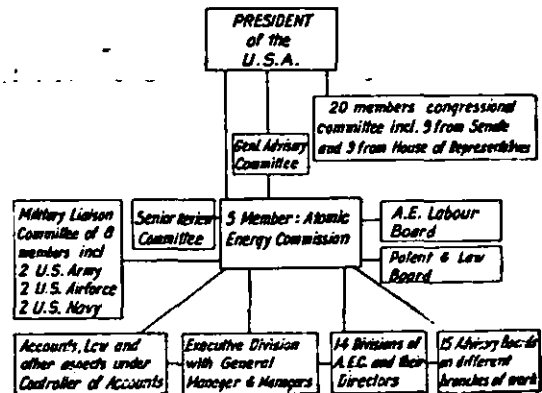 PRESIDENT
of the
U.S.A.
20 members congressional
committee incl. 9 from Senate
and 9 from House of Representatives
Genl. Advisory
Committee
Military Liaison
Committee of 8
members incl
2 U.S. Army
2 U.S. Airforce
2 U.S. Navy
Senior Review
Committee
5 Member: Atomic
Energy Commission
A.E. Labour
Board
Patent & Law
Board
Accounts, Law and
other aspects under
Controller of Accounts
Executive Division
with General
Manager & Managers
14 Divisions of
A.E.C. and their
Directors
15 Advisory Boards
on different
branches of work